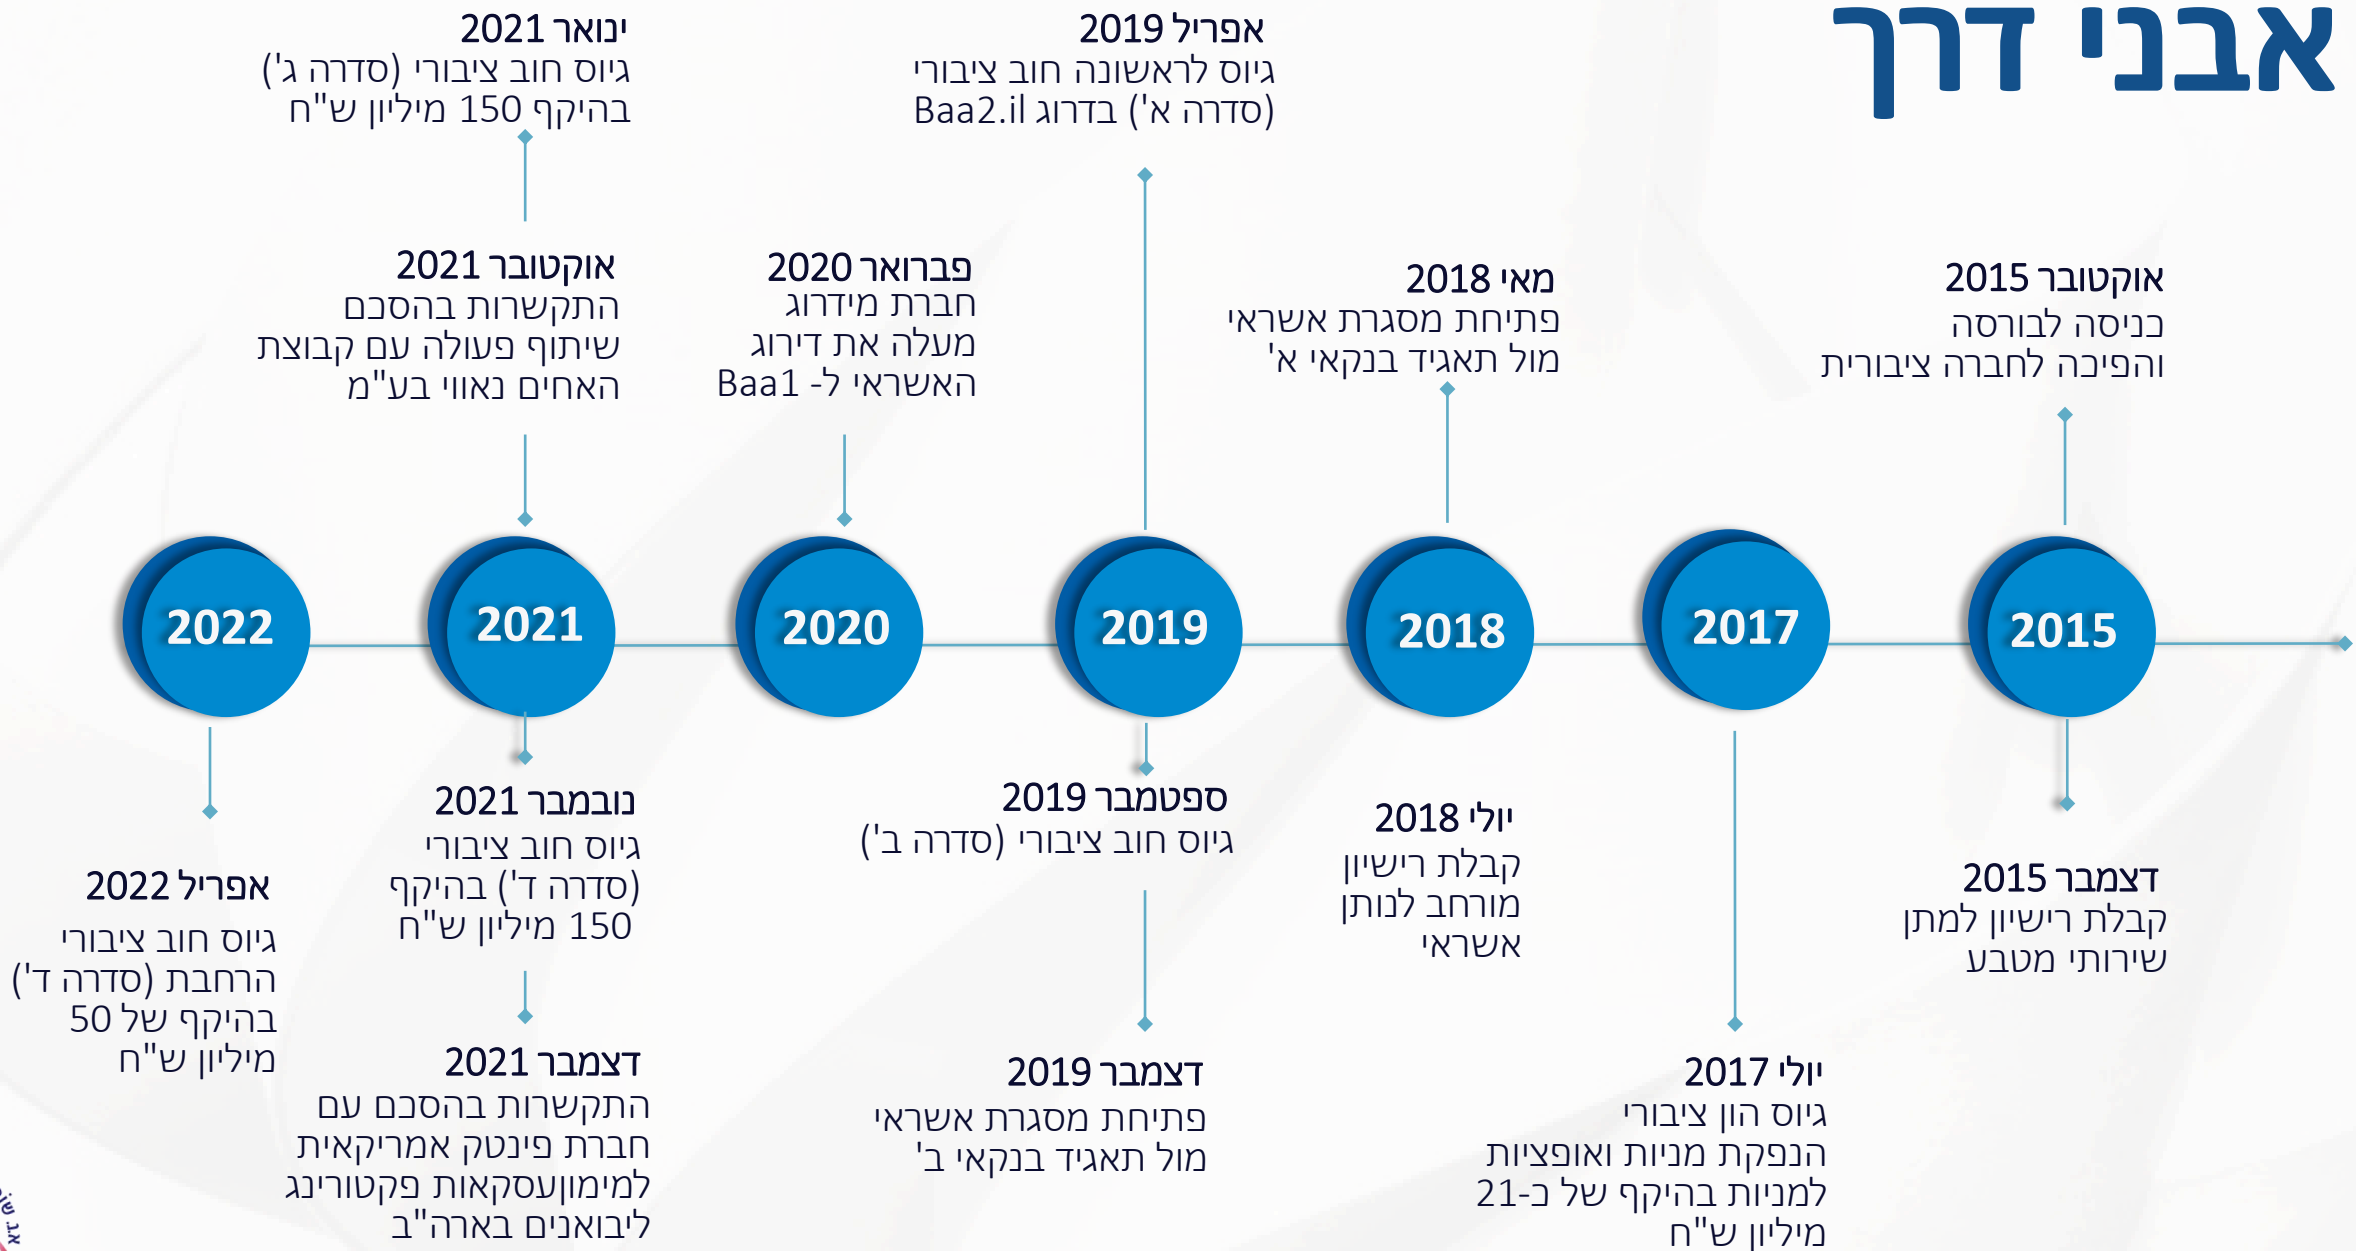 אבני דרך
אוקטובר 2015
כניסה לבורסה
והפיכה לחברה ציבורית
2015
דצמבר 2015
קבלת רישיון למתן
שירותי מטבע
2017
יולי 2017
גיוס הון ציבורי
הנפקת מניות ואופציות
למניות בהיקף של כ-21
מיליון ש"ח
מאי 2018
פתיחת מסגרת אשראי
מול תאגיד בנקאי א'
2018
יולי 2018
קבלת רישיון
מורחב לנותן
אשראי
אפריל 2019
גיוס לראשונה חוב ציבורי
(סדרה א') בדרוג Baa2.il
2019
ספטמבר 2019
גיוס חוב ציבורי (סדרה ב')
דצמבר 2019
פתיחת מסגרת אשראי
מול תאגיד בנקאי ב'
פברואר 2020
חברת מידרוג
מעלה את דירוג
האשראי ל- Baa1
2020
ינואר 2021
גיוס חוב ציבורי (סדרה ג')
בהיקף 150 מיליון ש"ח
אוקטובר 2021
התקשרות בהסכם
שיתוף פעולה עם קבוצת
האחים נאווי בע"מ
2021
נובמבר 2021
גיוס חוב ציבורי
(סדרה ד') בהיקף
150 מיליון ש"ח
דצמבר 2021
התקשרות בהסכם עם
חברת פינטק אמריקאית
למימוןעסקאות פקטורינג
ליבואנים בארה"ב
2022
אפריל 2022
גיוס חוב ציבורי
הרחבת (סדרה ד')
בהיקף של 50
מיליון ש"ח